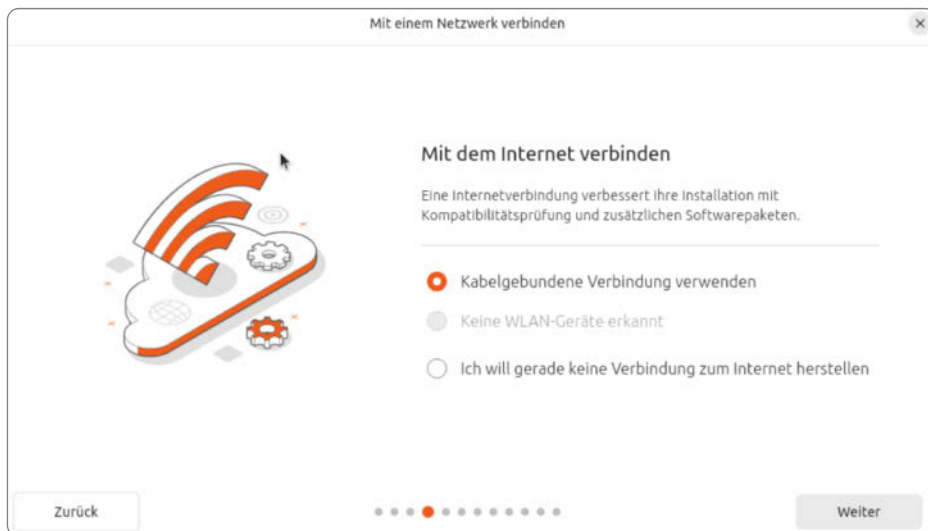 Mit einem Netzwerk verbinden
Mit dem Internet verbinden
Eine Internetverbindung verbessert Ihre Installation mit
Kompatibilitätsprüfung und zusätzlichen Softwarepaketen.
Kabelgebundene Verbindung verwenden
Keine WLAN-Geräte erkannt
Ich will gerade keine Verbindung zum Internet herstellen
Zurück
Weiter